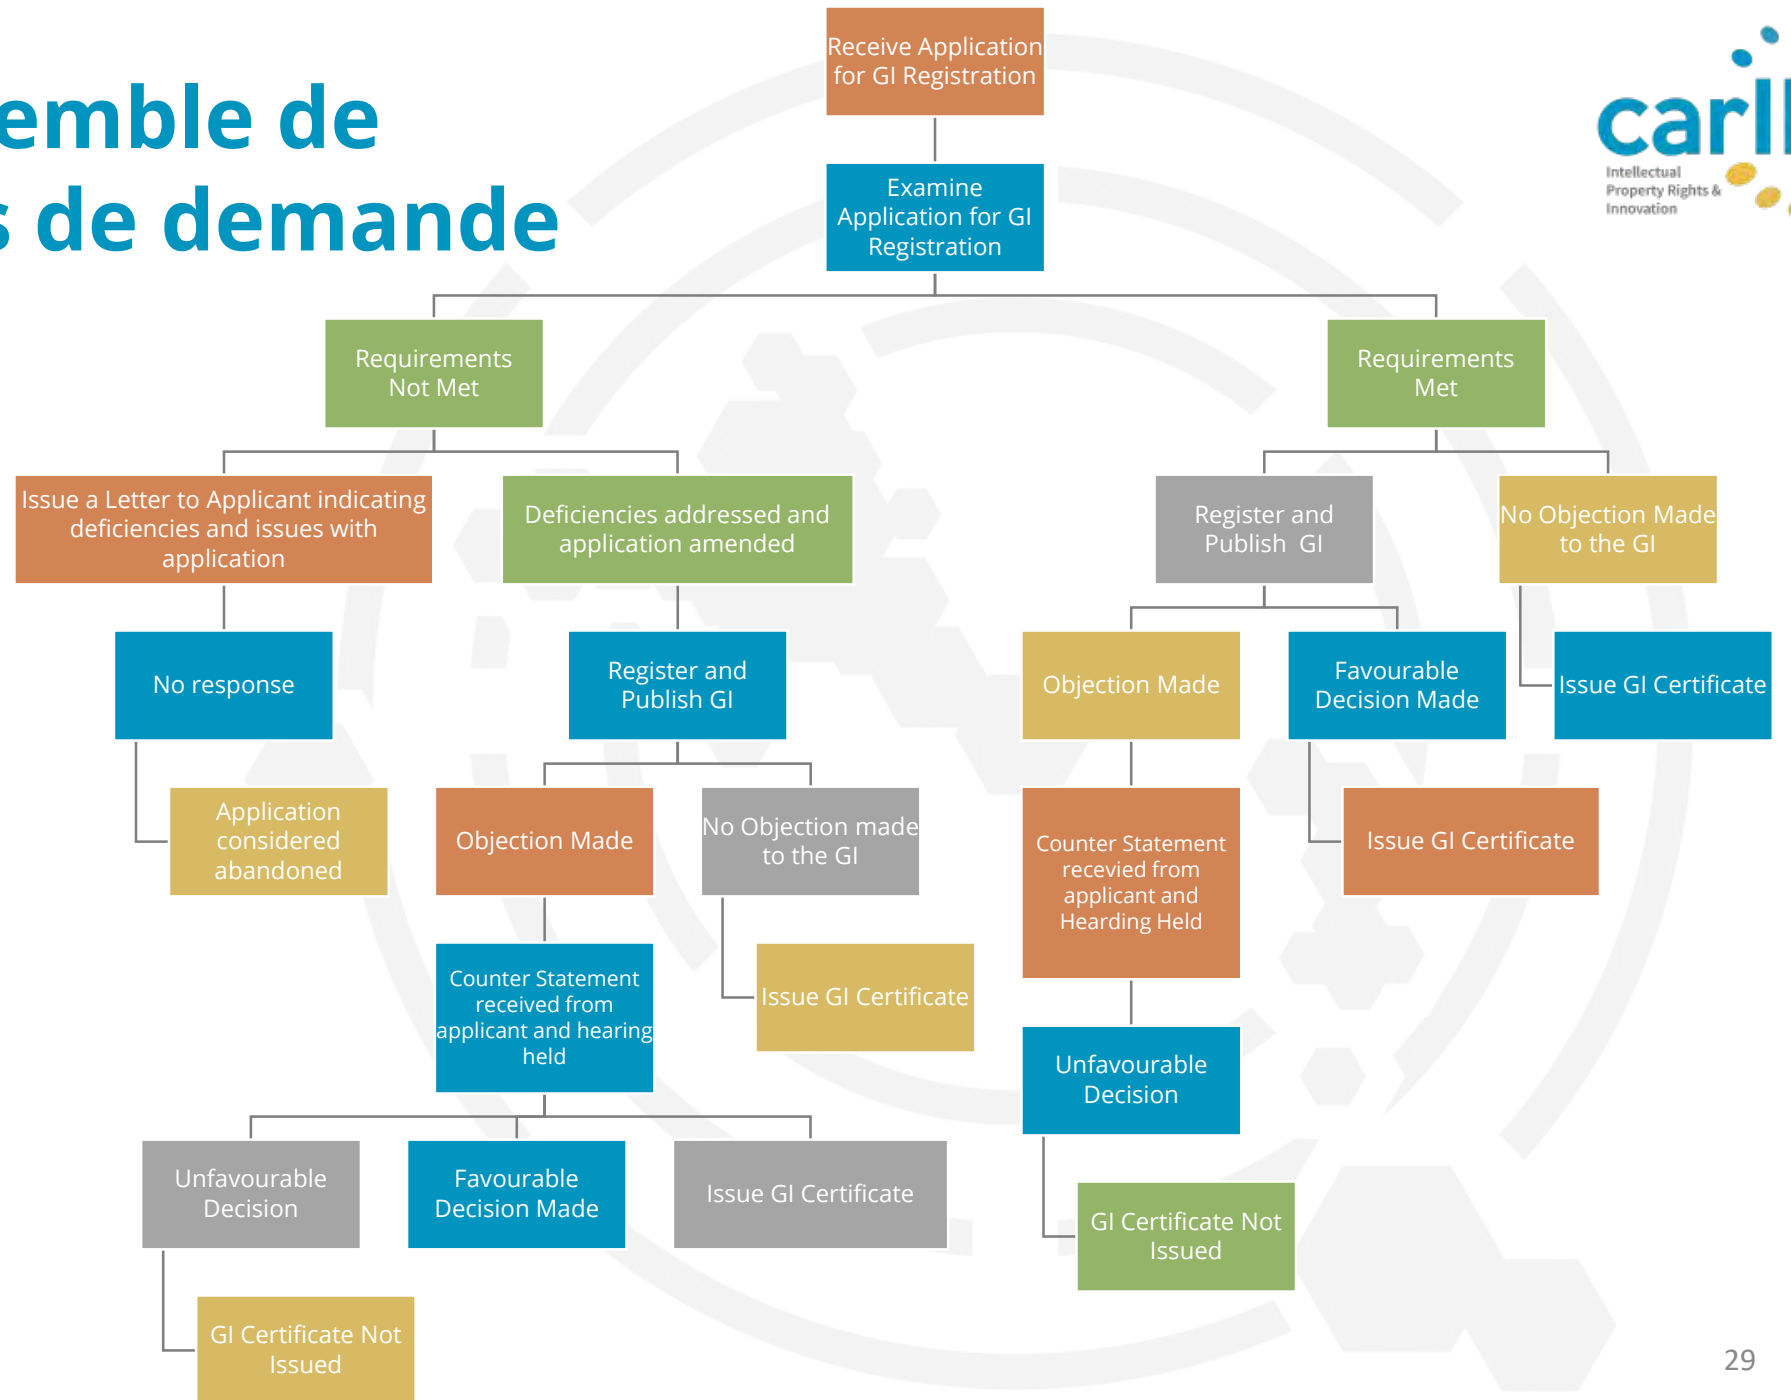 emble de
s de demande
carI
Intellectual
Property Rights &
Innovation
Receive Application
for GI Registration
Examine
Application for GI
Registration
Requirements
Not Met
Requirements
Met
Issue a Letter to Applicant indicating
deficiencies and issues with
application
Deficiencies addressed and
application amended
Register and
Publish GI
No Objection Made
to the GI
No response
Register and
Publish GI
Objection Made
Favourable
Decision Made
Issue GI Certificate
Application
considered
abandoned
Objection Made
No Objection made
to the GI
Counter Statement
recevied from
applicant and
Hearding Held
Issue GI Certificate
Counter Statement
received from
applicant and hearing
held
Issue GI Certificate
Unfavourable
Decision
Unfavourable
Decision
Favourable
Decision Made
Issue GI Certificate
GI Certificate Not
Issued
GI Certificate Not
Issued
29